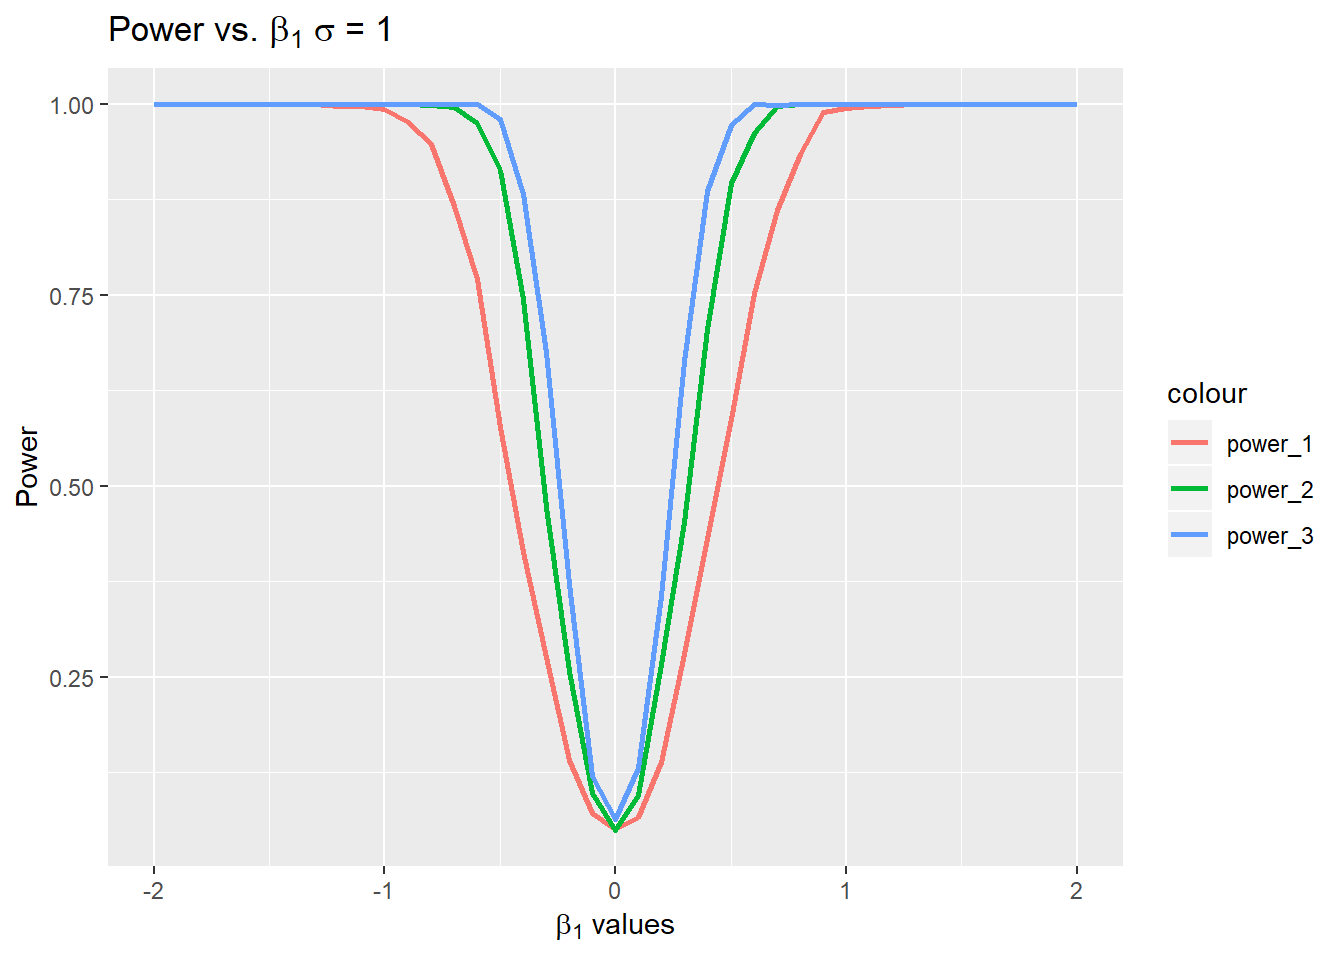 Power vs. β₁ σ = 1
1.00
0.75
0.50
0.25
Power
-2
-1
0
1
2
β₁ values
colour
power_1
power_2
power_3